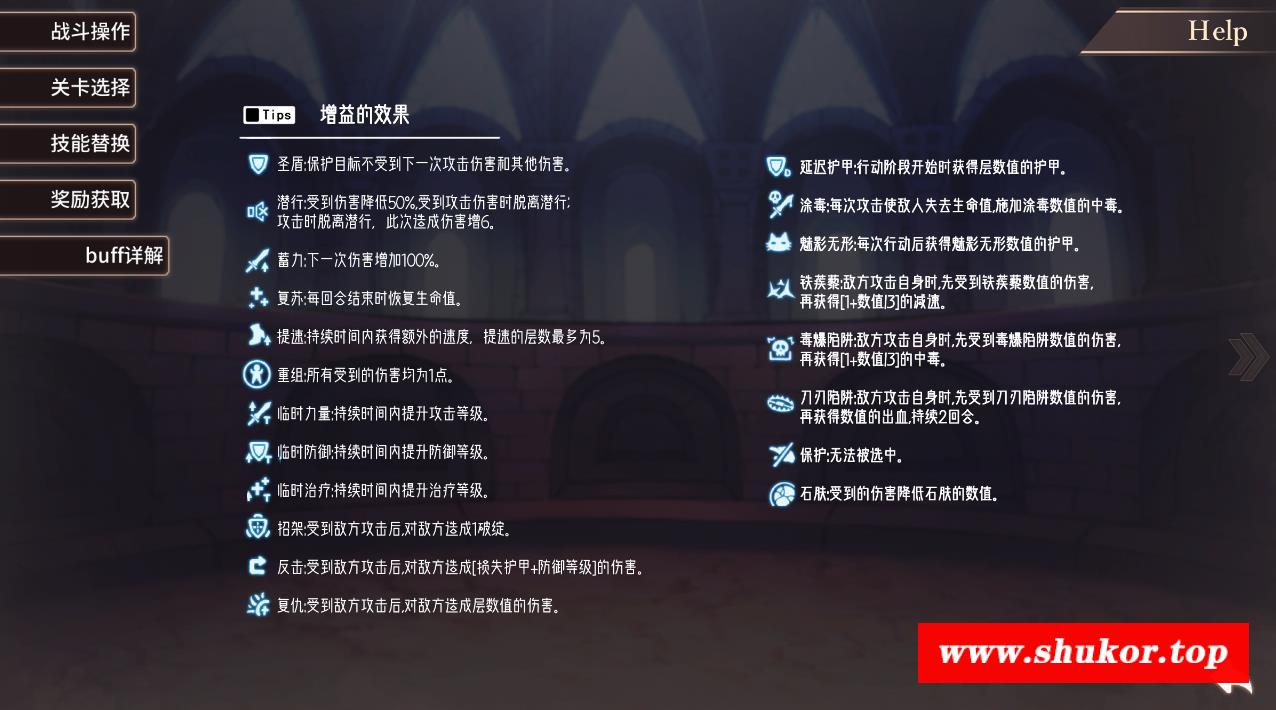 战斗操作
关卡选择
技能替换
奖励获取
buff详解
Help
Tips 增益的效果
圣盾:保护目标不受到下一次攻击伤害和其他伤害。
潜行:受到伤害降低50%,受到攻击伤害时脱离潜行;
攻击时脱离潜行，此次造成伤害增6。
蓄力:下一次伤害增加100%。
复苏:每回合结束时恢复生命值。
提速:持续时间内获得额外的速度，提速的层数最多为5。
重组:所有受到的伤害均为1点。
临时力量:持续时间内提升攻击等级。
临时防御:持续时间内提升防御等级。
临时治疗:持续时间内提升治疗等级。
招架:受到敌方攻击后,对敌方造成1破绽。
反击:受到敌方攻击后,对敌方造成[损失护甲+防御等级]的伤害。
复仇:受到敌方攻击后,对敌方造成层数值的伤害。
延迟护甲:行动阶段开始时获得层数值的护甲。
涂毒:每次攻击使敌人失去生命值,施加涂毒数值的中毒。
魅影无形:每次行动后获得魅影无形数值的护甲。
铁蒺藜:敌方攻击自身时,先受到铁蒺藜数值的伤害,
再获得[1+数值/3]的减速。
毒爆陷阱:敌方攻击自身时,先受到毒爆陷阱数值的伤害,
再获得[1+数值/3]的中毒。
刀刃陷阱:敌方攻击自身时,先受到刀刃陷阱数值的伤害,
再获得数值的出血,持续2回合。
保护:无法被选中。
石肤:受到的伤害降低石肤的数值。
www.shukor.top